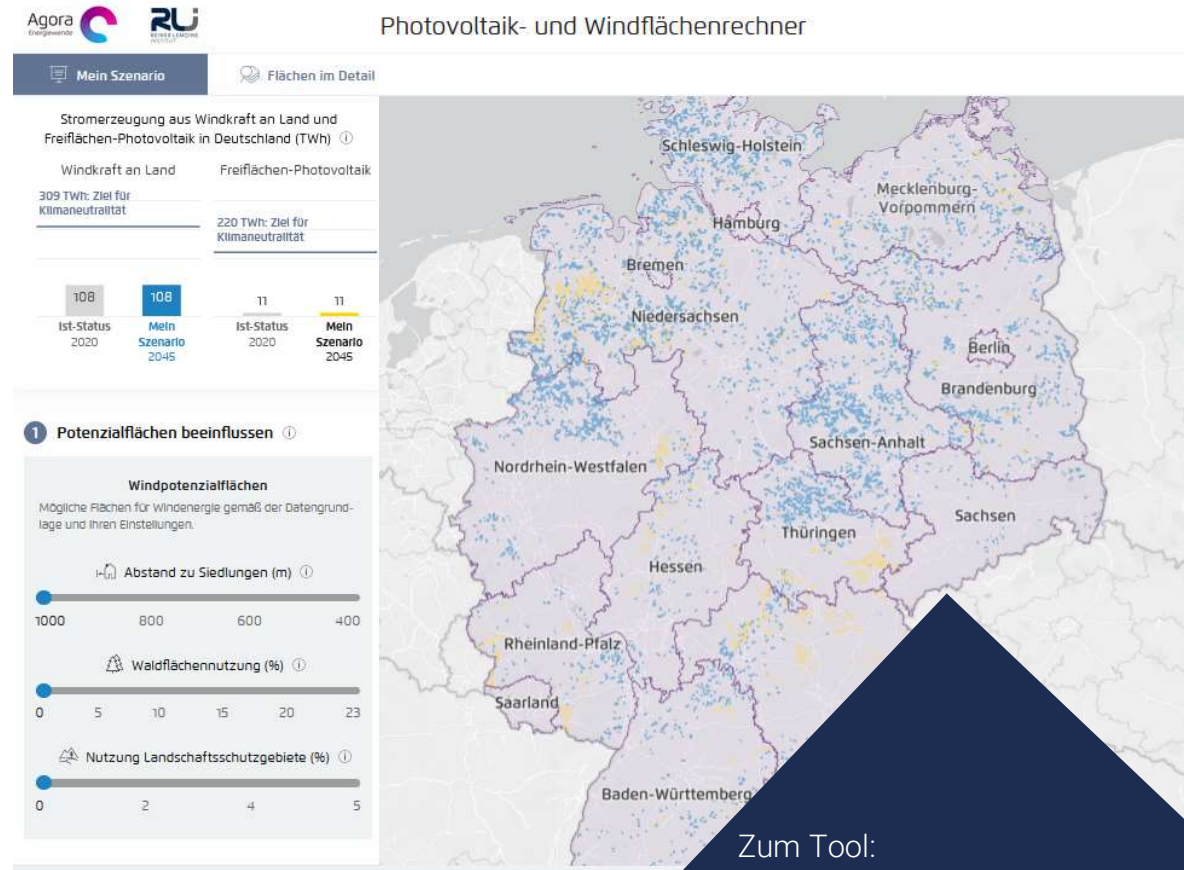 Agora
Energiewende
RLI
REINER LEMOINE
INSTITUT
Photovoltaik- und Windflächenrechner
Mein Szenario
Flächen im Detail
Stromerzeugung aus Windkraft an Land und
Freiflächen-Photovoltaik in Deutschland (TWh)
Windkraft an Land
Freiflächen-Photovoltaik
309 TWh: Ziel für
Klimaneutralität
220 TWh: Ziel für
Klimaneutralität
108
108
11
11
Ist-Status
2020
Mein
Szenario
2045
Ist-Status
2020
Mein
Szenario
2045
1 Potenzialflächen beeinflussen
Windpotenzialflächen
Mögliche Flächen für Windenergie gemäß der Datengrund-
lage und Ihren Einstellungen.
Abstand zu Siedlungen (m)
1000 800 600 400
Waldflächennutzung (%)
0 5 10 15 20 23
Nutzung Landschaftsschutzgebiete (%)
0 2 4 5
Schleswig-Holstein
Mecklenburg-
Vorpommern
Hamburg
Bremen
Niedersachsen
Berlin
Brandenburg
Sachsen-Anhalt
Nordrhein-Westfalen
Sachsen
Thüringen
Hessen
Rheinland-Pfalz
Saarland
Baden-Württemberg
Zum Tool: